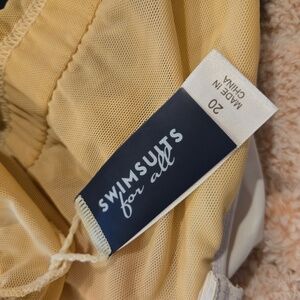 SWIMSUITS
for all
20
MADE IN
CHINA